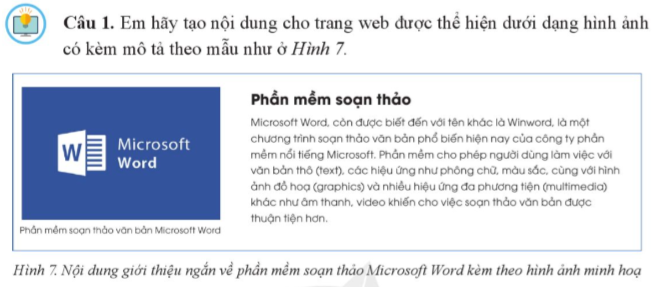 Câu 1. Em hãy tạo nội dung cho trang web được thể hiện dưới dạng hình ảnh
có kèm mô tả theo mẫu như ở Hình 7.
W
Microsoft
Word
Phần mềm soạn thảo văn bản Microsoft Word
Phần mềm soạn thảo
Microsoft Word, còn được biết đến với tên khác là Winword, là một
chương trình soạn thảo văn bản phổ biến hiện nay của công ty phần
mềm nổi tiếng Microsoft. Phần mềm cho phép người dùng làm việc với
văn bản thô (text), các hiệu ứng như phông chữ, màu sắc, cùng với hình
ảnh đồ hoạ (graphics) và nhiều hiệu ứng đa phương tiện (multimedia)
khác như âm thanh, video khiến cho việc soạn thảo văn bản được
thuận tiện hơn.
Hình 7. Nội dung giới thiệu ngắn về phần mềm soạn thảo Microsoft Word kèm theo hình ảnh minh hoạ